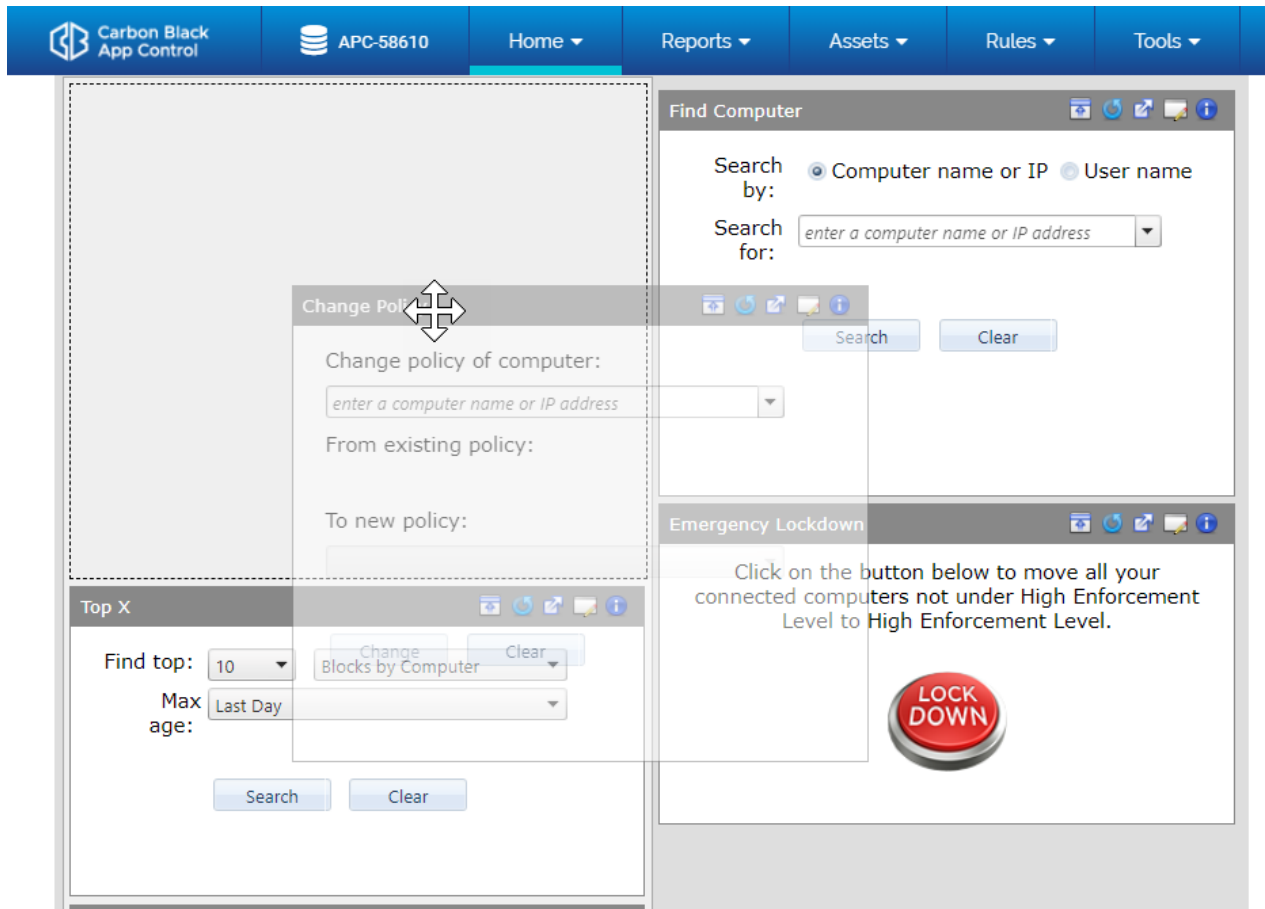 Carbon Black
App Control
APC-58610
Home
Reports
Assets
Rules
Tools
Find Computer
Search by:
Computer name or IP
User name
Search for:
enter a computer name or IP address
Search
Clear
Change Policy
Change policy of computer:
enter a computer name or IP address
From existing policy:
To new policy:
Change
Clear
Emergency Lockdown
Click on the button below to move all your
connected computers not under High Enforcement
Level to High Enforcement Level.
LOCK
DOWN
Top X
Find top:
10
Blocks by Computer
Max age:
Last Day
Search
Clear